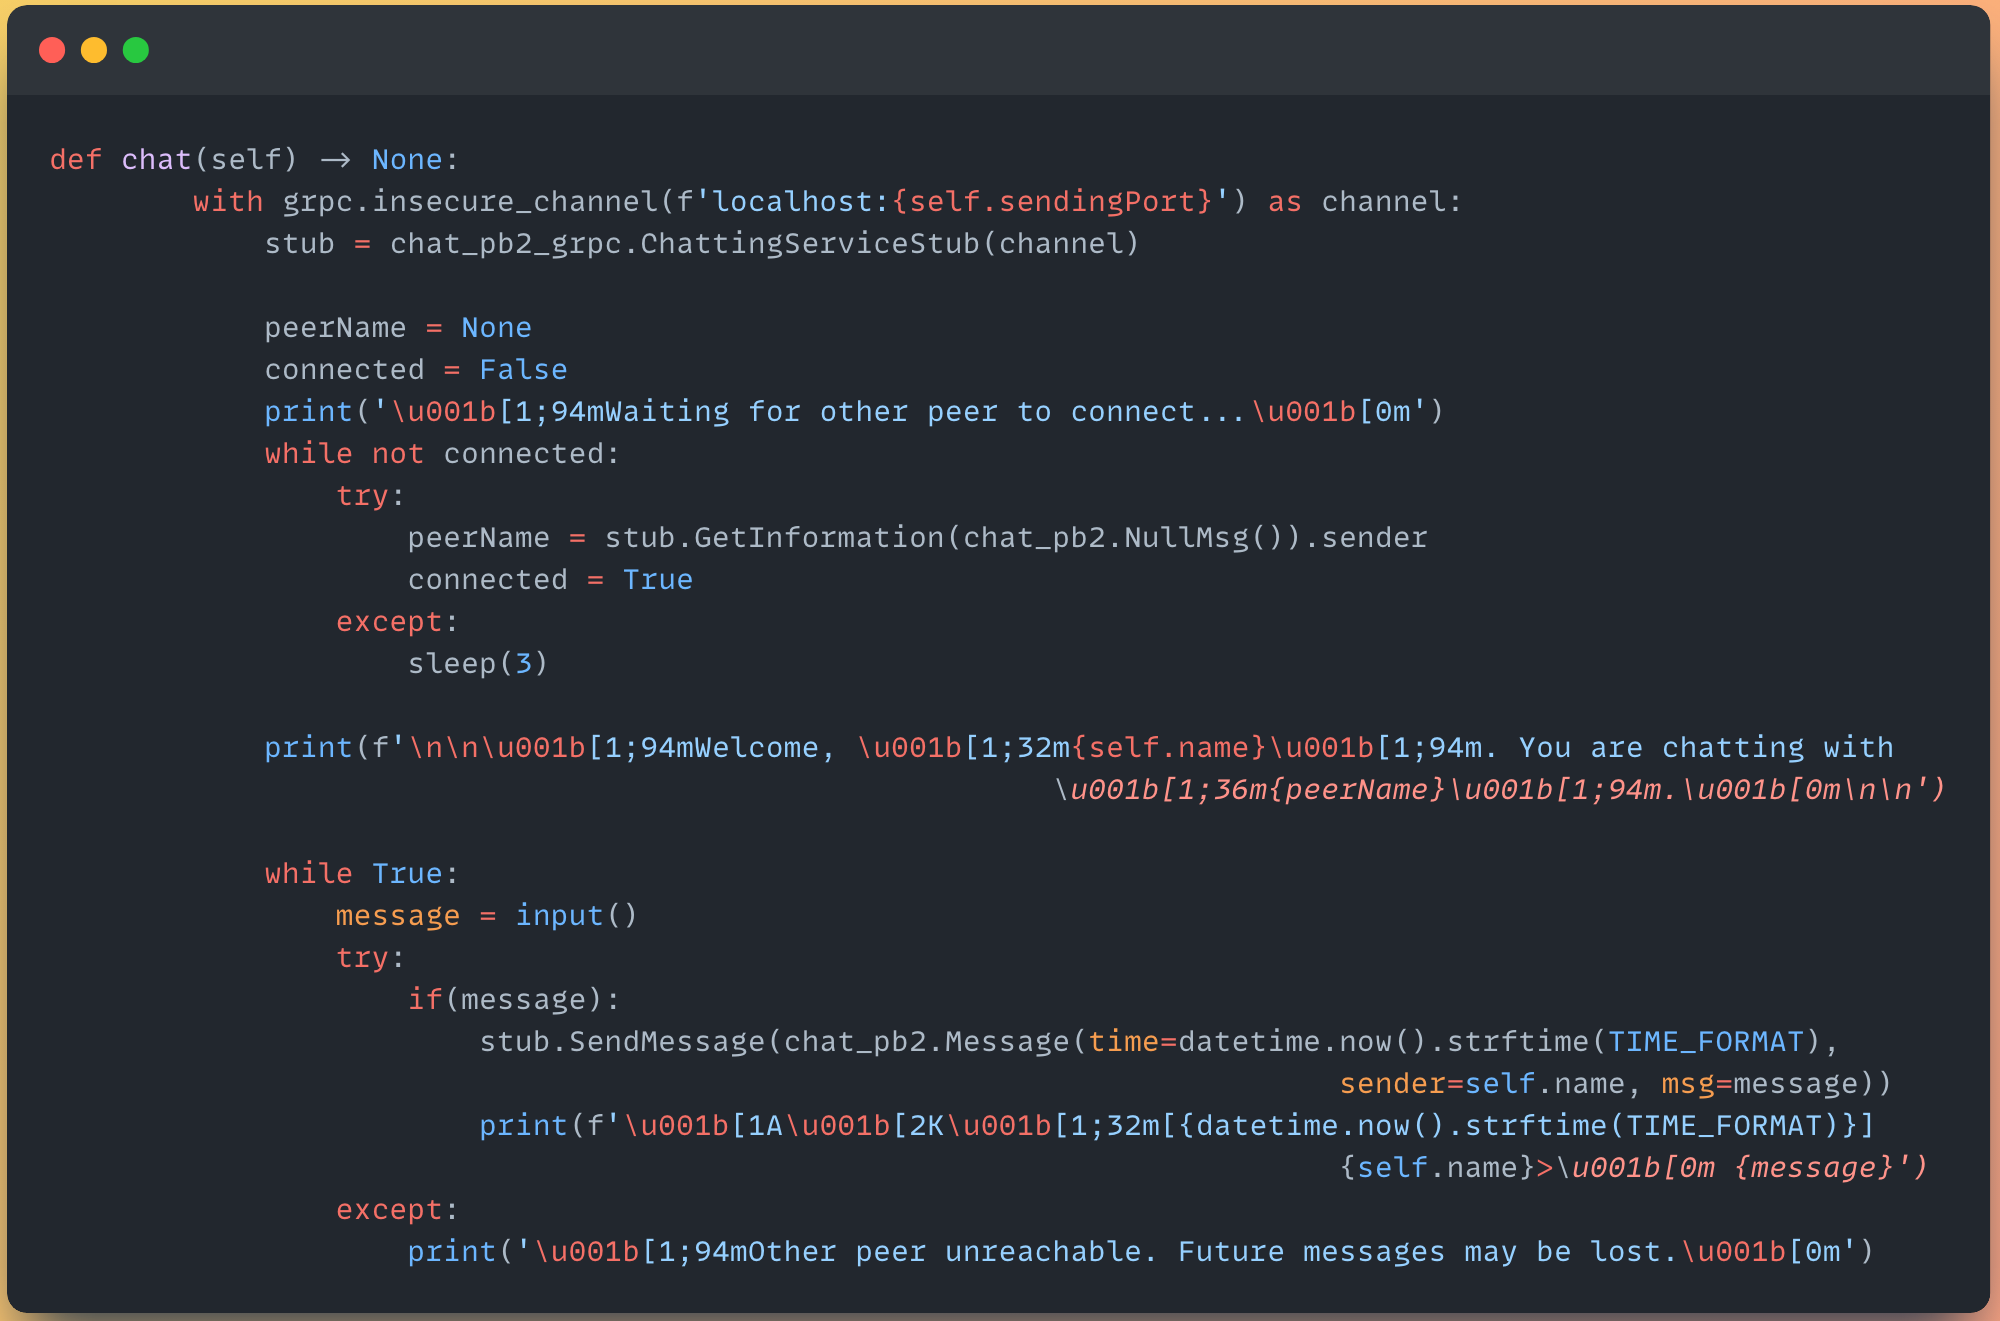 def chat(self) -> None:
        with grpc.insecure_channel(f'localhost:{self.sendingPort}') as channel:
            stub = chat_pb2_grpc.ChattingServiceStub(channel)

            peerName = None
            connected = False
            print('\u001b[1;94mWaiting for other peer to connect...\u001b[0m')
            while not connected:
                try:
                    peerName = stub.GetInformation(chat_pb2.NullMsg()).sender
                    connected = True
                except:
                    sleep(3)

            print(f'\n\n\u001b[1;94mWelcome, \u001b[1;32m{self.name}\u001b[1;94m. You are chatting with
                                                        \u001b[1;36m{peerName}\u001b[1;94m.\u001b[0m\n\n')

            while True:
                message = input()
                try:
                    if(message):
                        stub.SendMessage(chat_pb2.Message(time=datetime.now().strftime(TIME_FORMAT),
                                                                        sender=self.name, msg=message))
                        print(f'\u001b[1A\u001b[2K\u001b[1;32m[{datetime.now().strftime(TIME_FORMAT)}]
                                                                        {self.name}>\u001b[0m {message}')
                except:
                    print('\u001b[1;94mOther peer unreachable. Future messages may be lost.\u001b[0m')